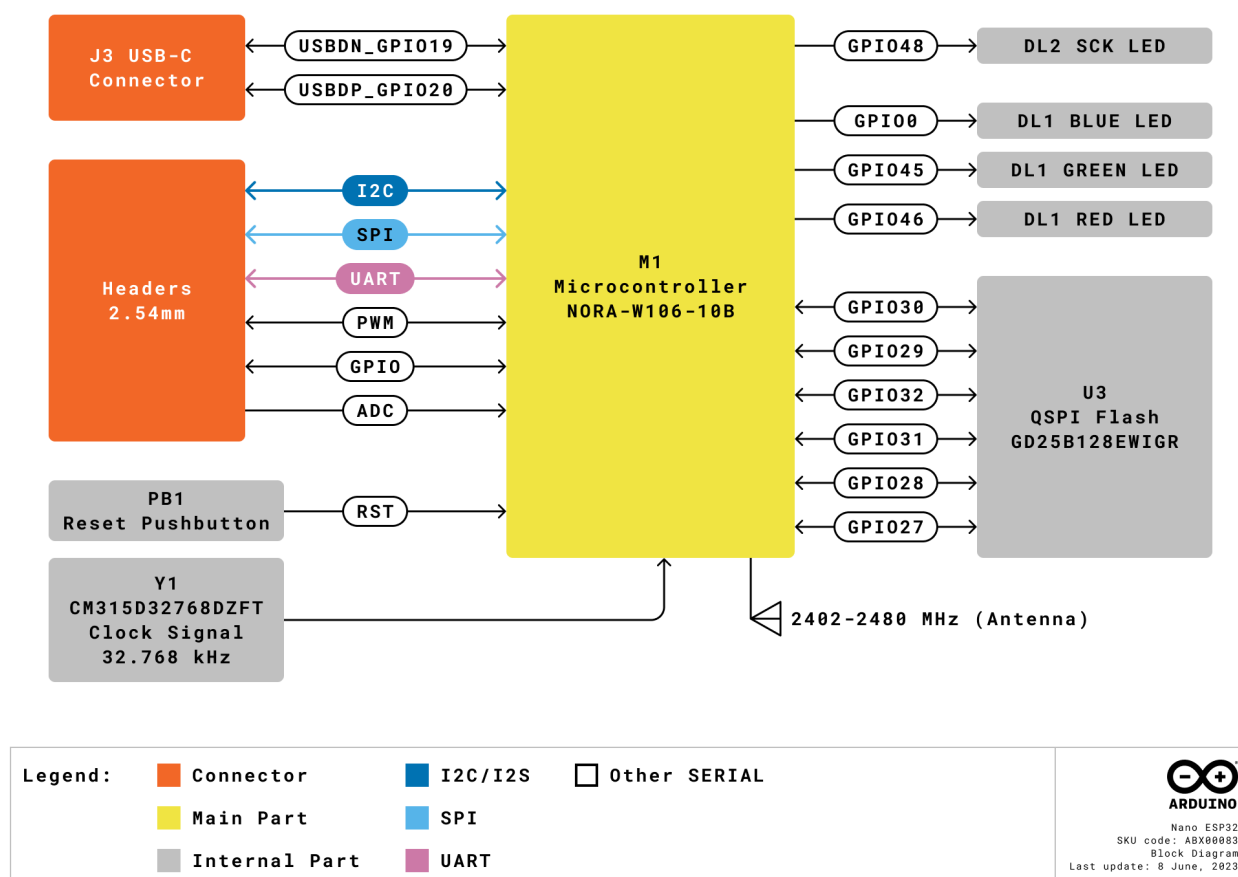 J3 USB-C
Connector
USBDN_GPIO19
USBDP_GPIO20
Headers
2.54mm
I2C
SPI
UART
PWM
GPIO
ADC
PB1
Reset Pushbutton
RST
Y1
CM315D32768DZFT
Clock Signal
32.768 kHz
M1
Microcontroller
NORA-W106-10B
GPIO48
DL2 SCK LED
GPIO0
DL1 BLUE LED
GPIO45
DL1 GREEN LED
GPIO46
DL1 RED LED
GPIO30
GPIO29
GPIO32
GPIO31
GPIO28
GPIO27
U3
QSPI Flash
GD25B128EWIGR
2402-2480 MHz (Antenna)
Legend:
Connector
Main Part
Internal Part
I2C/I2S
SPI
UART
Other SERIAL
ARDUINO
Nano ESP32
SKU code: ABX00083
Block Diagram
Last update: 8 June, 2023